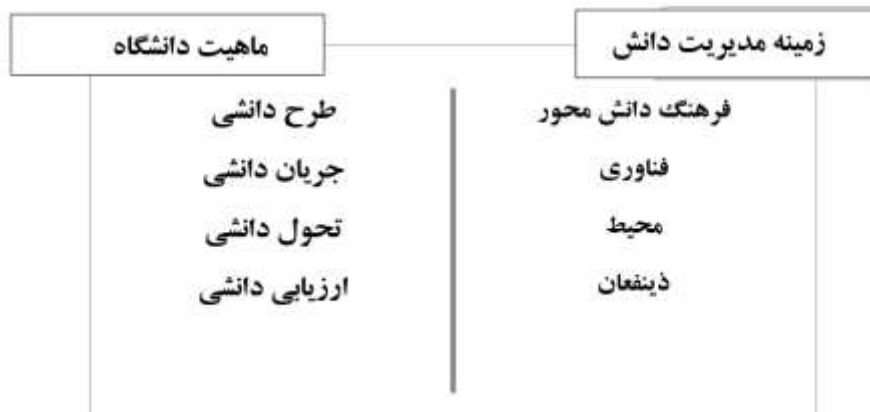 زمینه مدیریت دانش
فرهنگ دانش محور
فناوری
محیط
ذینفعان
ماهیت دانشگاه
طرح دانشی
جریان دانشی
تحول دانشی
ارزیابی دانشی